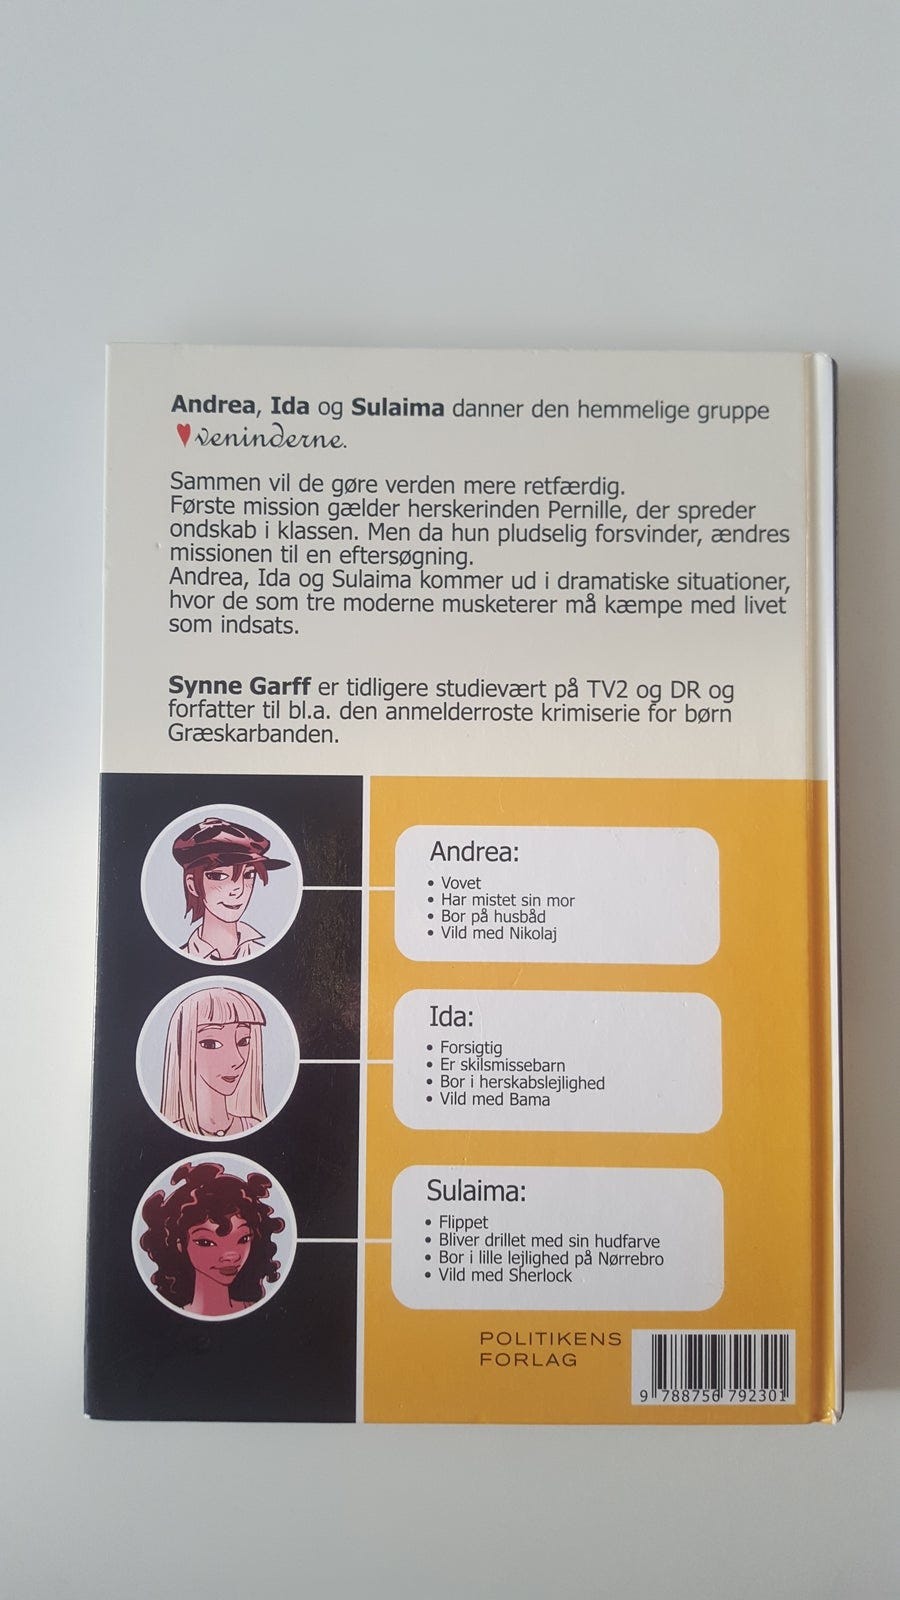 Andrea, Ida og Sulaima danner den hemmelige gruppe
♥veninderne.
Sammen vil de gøre verden mere retfærdig.
Første mission gælder herskerinden Pernille, der spreder
ondskab i klassen. Men da hun pludselig forsvinder, ændres
missionen til en eftersøgning.
Andrea, Ida og Sulaima kommer ud i dramatiske situationer,
hvor de som tre moderne musketerer må kæmpe med livet
som indsats.
Synne Garff er tidligere studievært på TV2 og DR og
forfatter til bl.a. den anmelderroste krimiserie for børn
Græskarbanden.
Andrea:
• Vovet
• Har mistet sin mor
• Bor på husbåd
• Vild med Nikolaj
Ida:
• Forsigtig
• Er skilsmissebarn
• Bor i herskabslejlighed
• Vild med Bama
Sulaima:
• Flippet
• Bliver drillet med sin hudfarve
• Bor i lille lejlighed på Nørrebro
• Vild med Sherlock
POLITIKENS
FORLAG
9 788756 792301